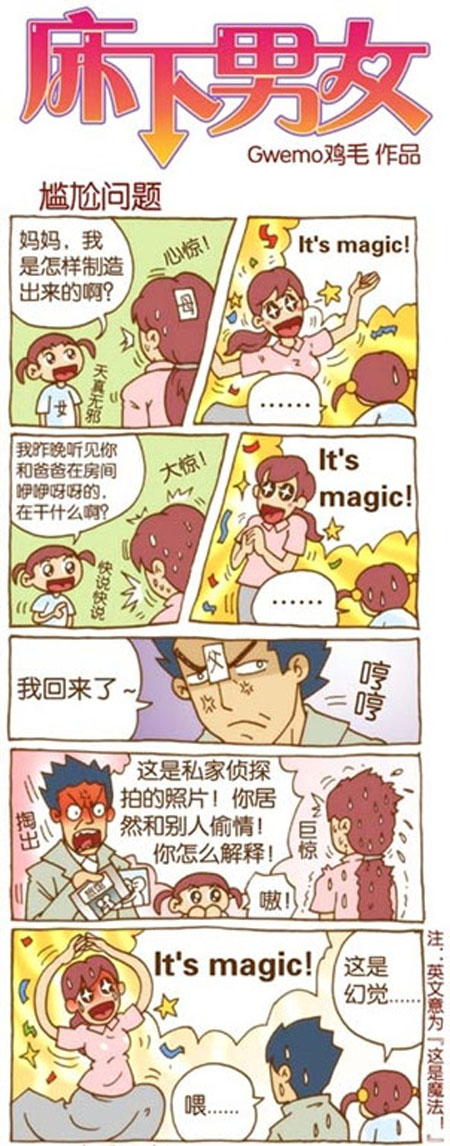 床下男女
Gwemo鸡毛 作品
尴尬问题
妈妈，我
是怎样制造
出来的啊？
心惊！
母
女
天真无邪
It's magic!
……
我昨晚听见你
和爸爸在房间
咿咿呀呀的，
在干什么啊？
大惊！
快说快说
It's
magic!
……
我回来了~
父
哼
哼
掏出
这是私家侦探
拍的照片！你居
然和别人偷情！
你怎么解释！
嗷！
巨惊
It's magic!
这是
幻觉……
喂……
注：英文意为『这是魔法！』